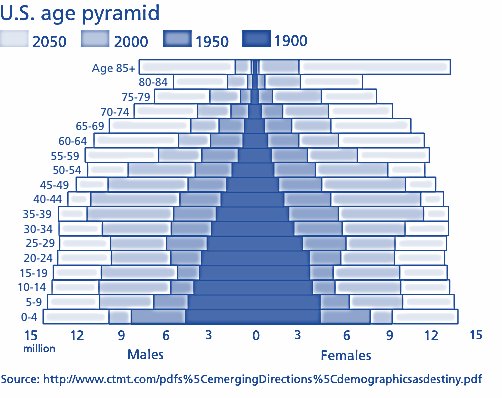 U.S. age pyramid
2050 2000 1950 1900
Age 85+
80-84
75-79
70-74
65-69
60-64
55-59
50-54
45-49
40-44
35-39
30-34
25-29
20-24
15-19
10-14
5-9
0-4
15 12 9 6 3 0 3 6 9 12 15
million
Males Females
Source: http://www.ctmt.com/pdfs%5CemergingDirections%5Cdemographicsasdestiny.pdf